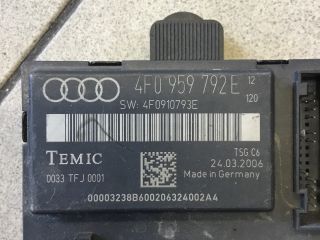 4F0 959 792 E 12
120
SW: 4F0910793E
TEMIC
TSG C6
24.03.2006
0033 TFJ 0001
Made in Germany
00003238B600206324002A4